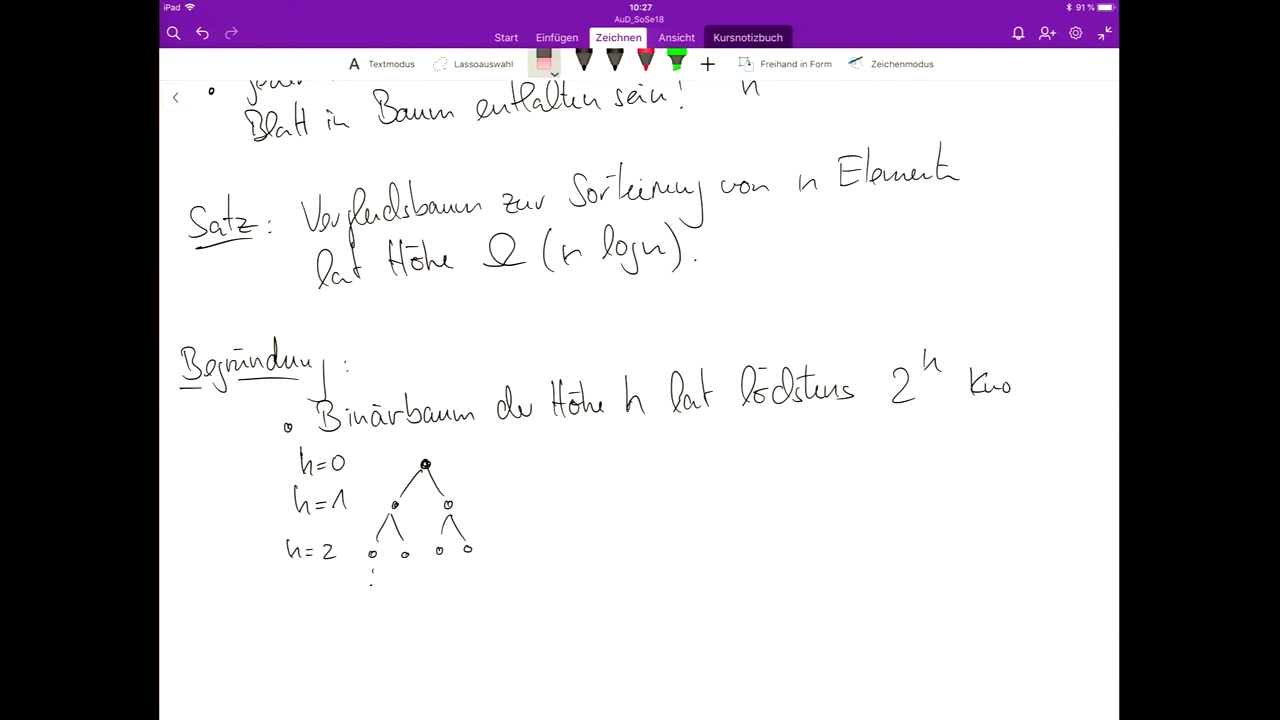 iPad
10:27
91 %
AuD_SoSe18
Start Einfügen Zeichnen Ansicht Kursnotizbuch
A Textmodus Lassoauswahl Freihand in Form Zeichenmodus
n
Blatt in Baum enthalten sein!
Satz: Vergleichsbaum zur Sortierung von n Elementen
hat Höhe Ω (n log n).
Begründung:
Binärbaum der Höhe h hat höchstens 2^h Kno
h=0
h=1
h=2